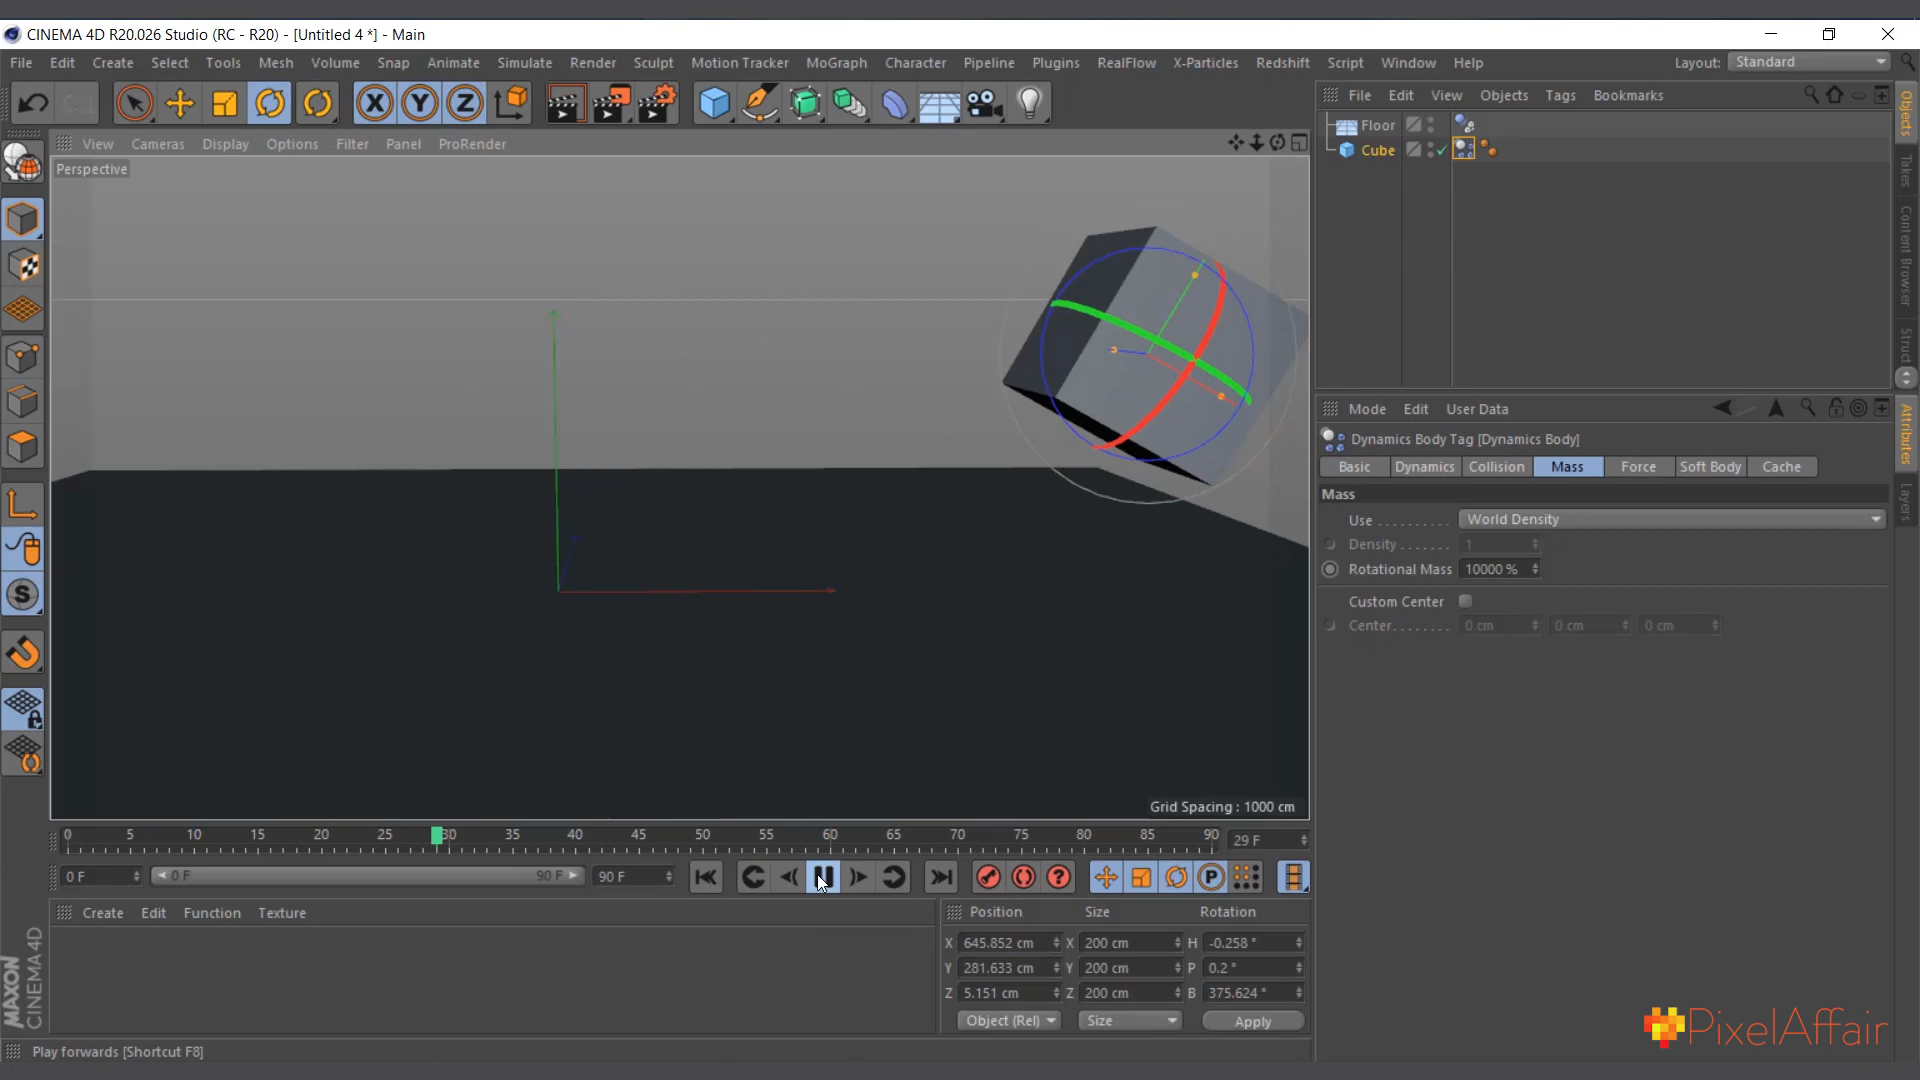 CINEMA 4D R20.026 Studio (RC - R20) - [Untitled 4 *] - Main
File Edit Create Select Tools Mesh Volume Snap Animate Simulate Render Sculpt Motion Tracker MoGraph Character Pipeline Plugins RealFlow X-Particles Redshift Script Window Help Layout: Standard
X Y Z
File Edit View Objects Tags Bookmarks
Objects
Takes
Content Browser
Struct
Floor
Cube
View Cameras Display Options Filter Panel ProRender
Perspective
Grid Spacing : 1000 cm
S
Mode Edit User Data
Attributes
Layers
Dynamics Body Tag [Dynamics Body]
Basic Dynamics Collision Mass Force Soft Body Cache
Mass
Use . . . . . . . . . . World Density
Density . . . . . . . 1
Rotational Mass 10000 %
Custom Center
Center. . . . . . . . 0 cm 0 cm 0 cm
0 5 10 15 20 25 30 35 40 45 50 55 60 65 70 75 80 85 90 29 F
0 F 0 F 90 F 90 F ? P
Create Edit Function Texture
Position Size Rotation
X 645.852 cm X 200 cm H -0.258 °
Y 281.633 cm Y 200 cm P 0.2 °
Z 5.151 cm Z 200 cm B 375.624 °
Object (Rel) Size Apply
MAXON
CINEMA 4D
Play forwards [Shortcut F8]
PixelAffair